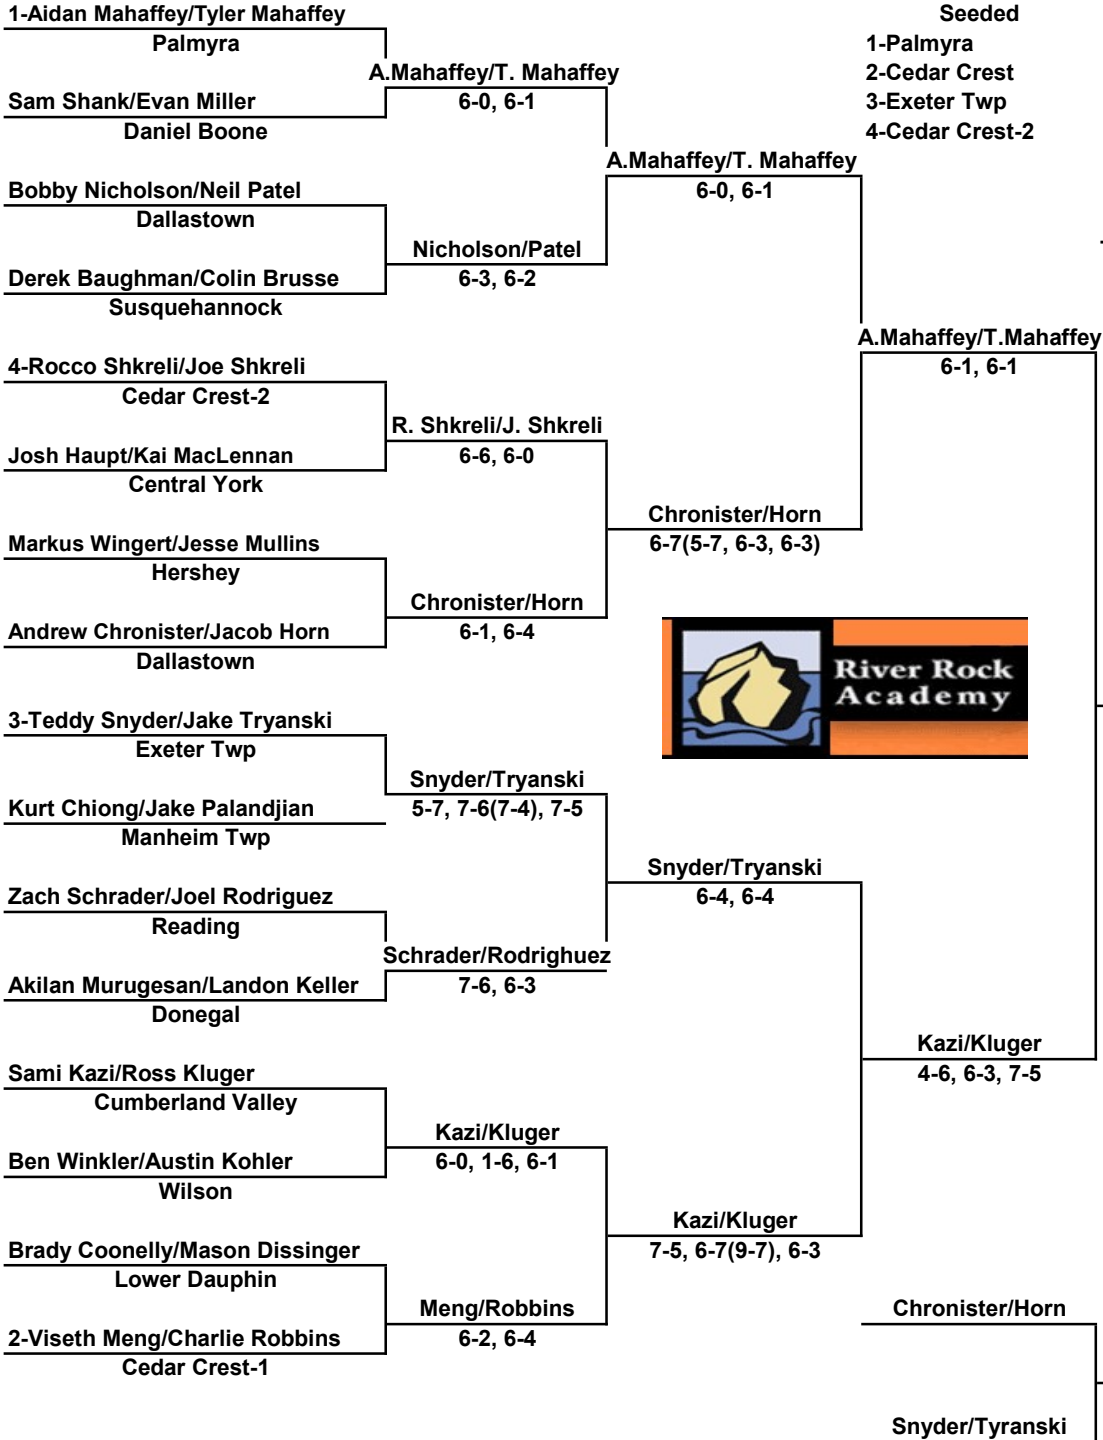 1-Aidan Mahaffey/Tyler Mahaffey
Palmyra
Sam Shank/Evan Miller
Daniel Boone
Bobby Nicholson/Neil Patel
Dallastown
Derek Baughman/Colin Brusse
Susquehannock
4-Rocco Shkreli/Joe Shkreli
Cedar Crest-2
Josh Haupt/Kai MacLennan
Central York
Markus Wingert/Jesse Mullins
Hershey
Andrew Chronister/Jacob Horn
Dallastown
3-Teddy Snyder/Jake Tryanski
Exeter Twp
Kurt Chiong/Jake Palandjian
Manheim Twp
Zach Schrader/Joel Rodriguez
Reading
Akilan Murugesan/Landon Keller
Donegal
Sami Kazi/Ross Kluger
Cumberland Valley
Ben Winkler/Austin Kohler
Wilson
Brady Coonelly/Mason Dissinger
Lower Dauphin
2-Viseth Meng/Charlie Robbins
Cedar Crest-1
A.Mahaffey/T. Mahaffey
6-0, 6-1
Nicholson/Patel
6-3, 6-2
R. Shkreli/J. Shkreli
6-6, 6-0
Chronister/Horn
6-1, 6-4
Snyder/Tryanski
5-7, 7-6(7-4), 7-5
Schrader/Rodrighuez
7-6, 6-3
Kazi/Kluger
6-0, 1-6, 6-1
Meng/Robbins
6-2, 6-4
A.Mahaffey/T. Mahaffey
6-0, 6-1
Chronister/Horn
6-7(5-7, 6-3, 6-3)
River Rock
Academy
Snyder/Tryanski
6-4, 6-4
Kazi/Kluger
7-5, 6-7(9-7), 6-3
Seeded
1-Palmyra
2-Cedar Crest
3-Exeter Twp
4-Cedar Crest-2
A.Mahaffey/T.Mahaffey
6-1, 6-1
Kazi/Kluger
4-6, 6-3, 7-5
Chronister/Horn
Snyder/Tyranski